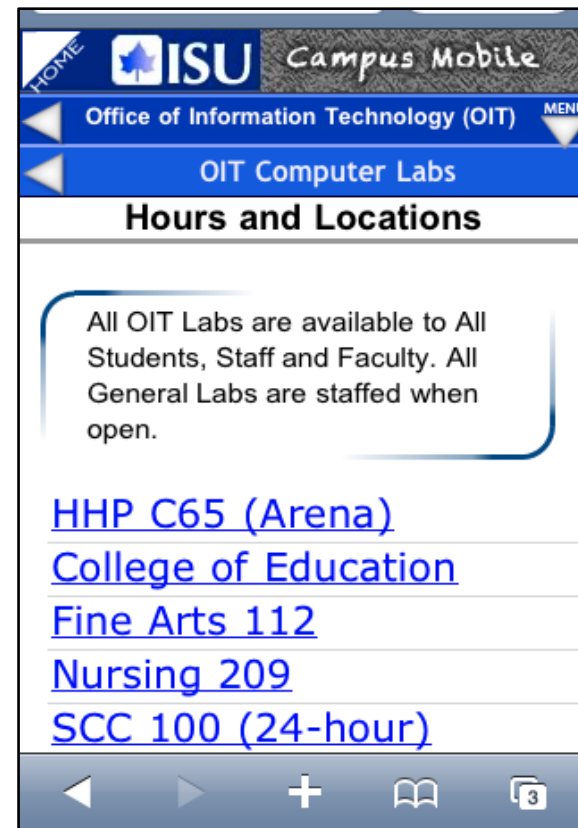 HOME
ISU Campus Mobile
Office of Information Technology (OIT) MENU
OIT Computer Labs
Hours and Locations
All OIT Labs are available to All
Students, Staff and Faculty. All
General Labs are staffed when
open.
HHP C65 (Arena)
College of Education
Fine Arts 112
Nursing 209
SCC 100 (24-hour)
3